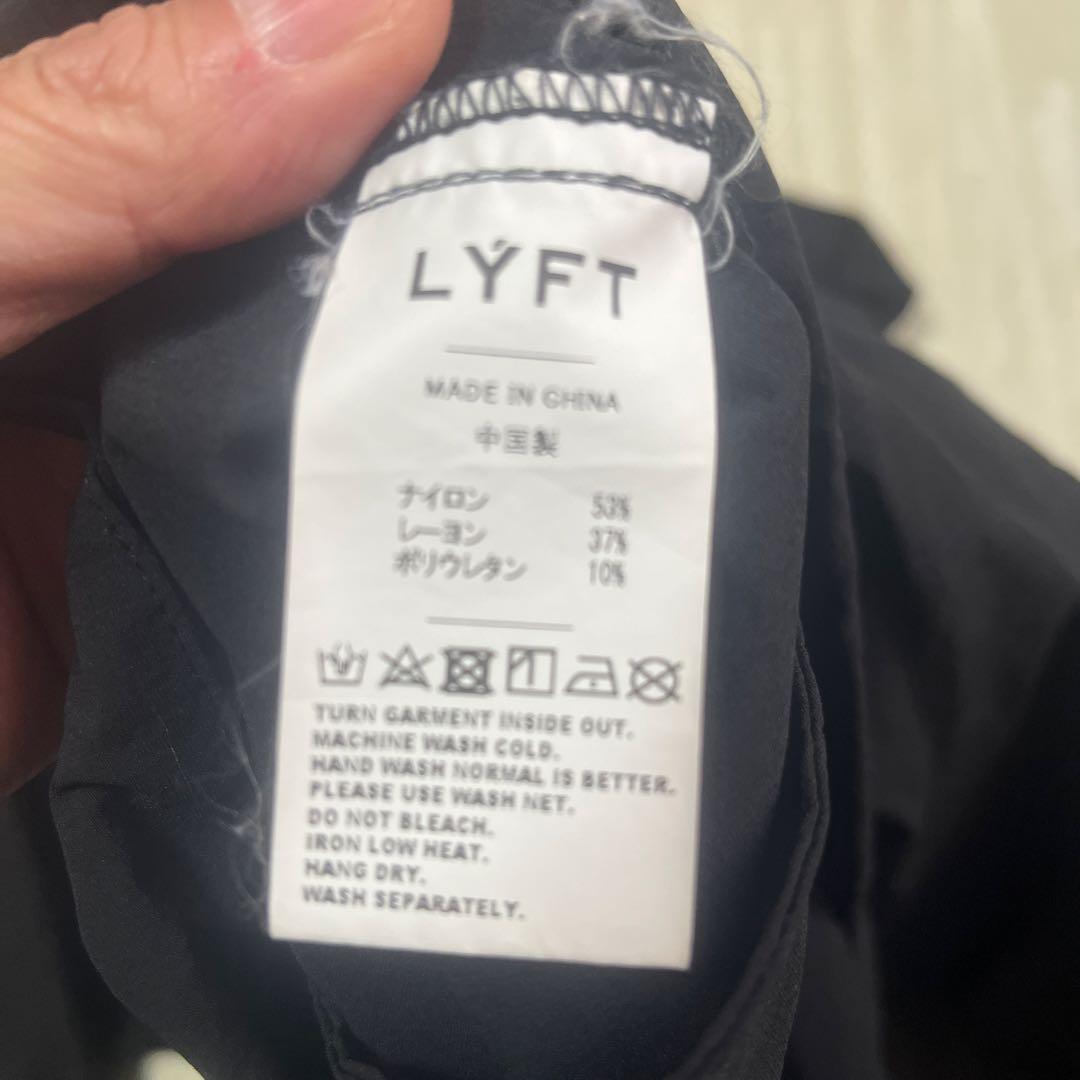 LÝFT
MADE IN CHINA
中国製
ナイロン 53%
レーヨン 37%
ポリウレタン 10%
TURN GARMENT INSIDE OUT.
MACHINE WASH COLD.
HAND WASH NORMAL IS BETTER.
PLEASE USE WASH NET.
DO NOT BLEACH.
IRON LOW HEAT.
HANG DRY.
WASH SEPARATELY.